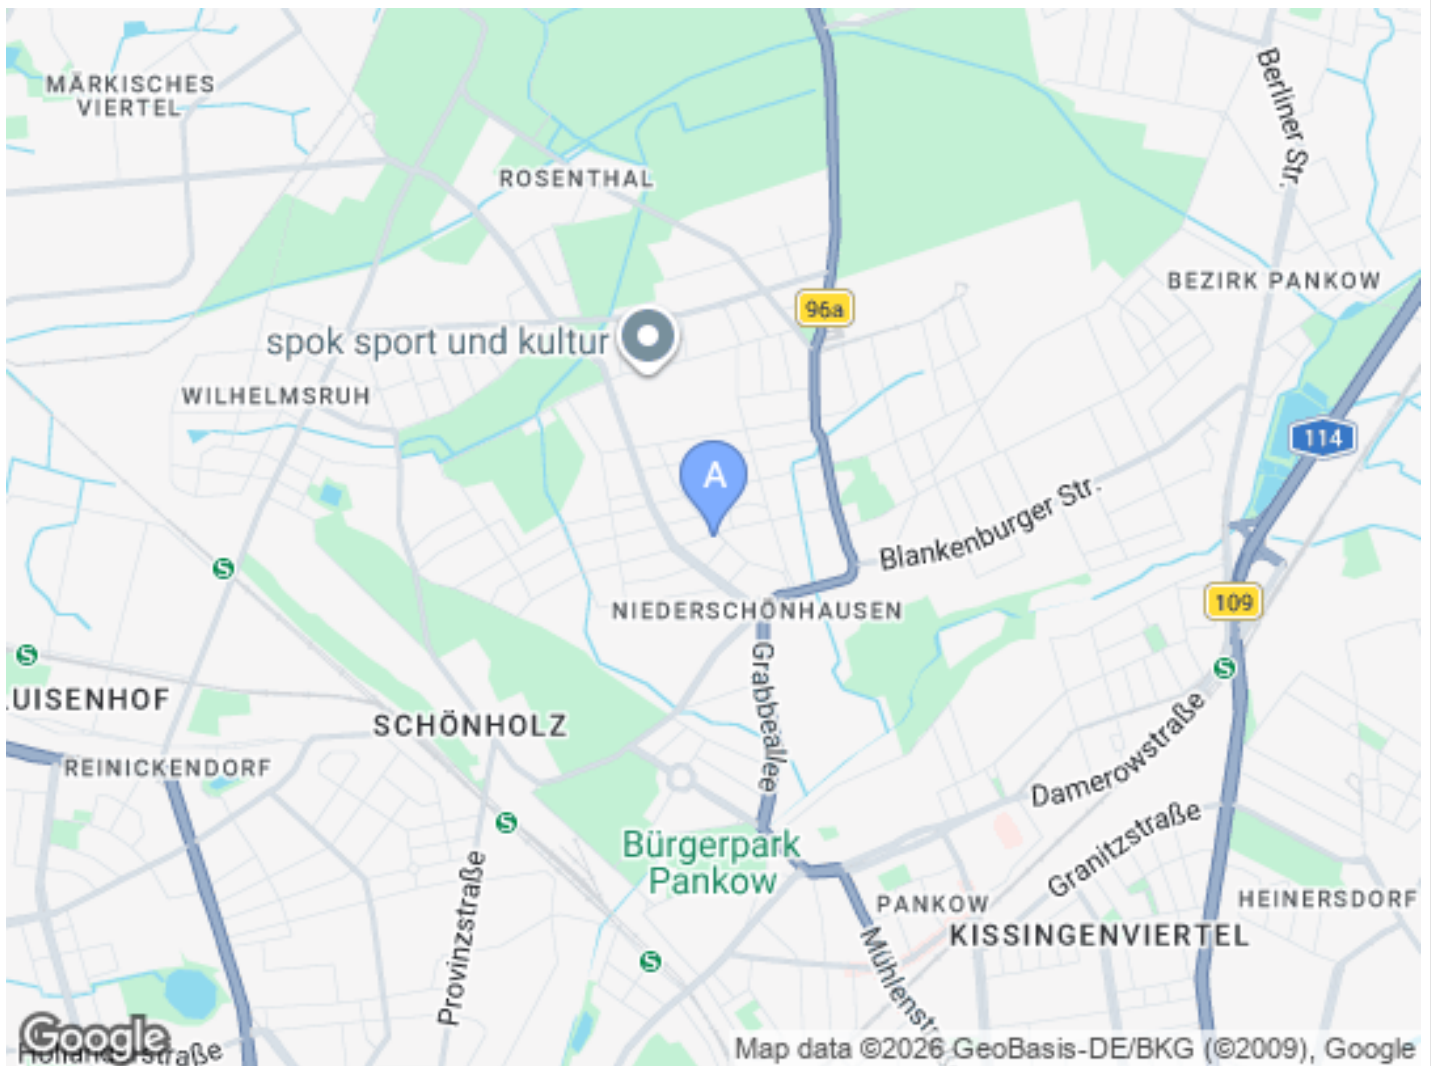 MÄRKISCHES
VIERTEL
Berliner Str.
ROSENTHAL
BEZIRK PANKOW
96a
spok sport und kultur
WILHELMSRUH
114
A
Blankenburger Str.
S
109
NIEDERSCHÖNHAUSEN
S
S
Grabbeallee
UISENHOF
SCHÖNHOLZ
Damerowstraße
REINICKENDORF
Granitzstraße
S
Bürgerpark
Pankow
Provinzstraße
PANKOW
HEINERSDORF
KISSINGENVIERTEL
Mühlenstr
S
Google
straße
Map data ©2026 GeoBasis-DE/BKG (©2009), Google